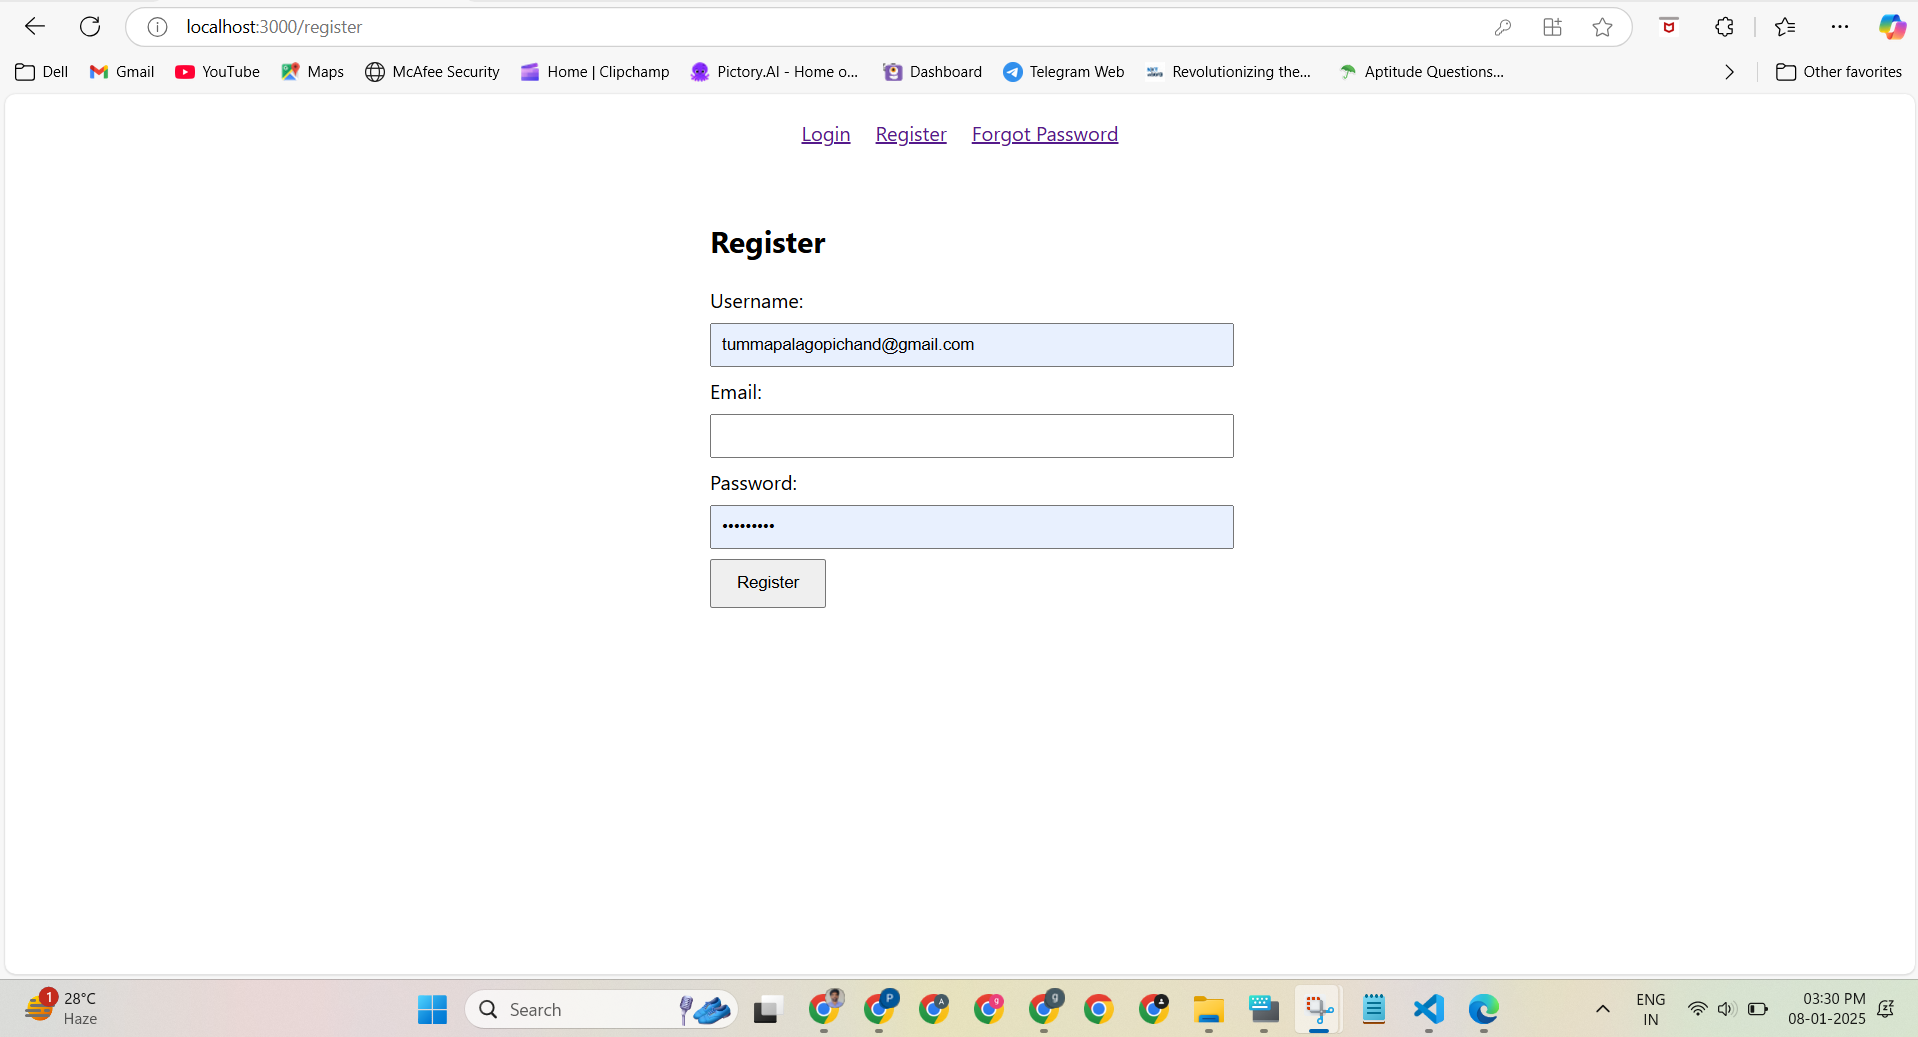 localhost:3000/register
Dell Gmail YouTube Maps McAfee Security Home | Clipchamp Pictory.AI - Home o... Dashboard Telegram Web Revolutionizing the... Aptitude Questions... Other favorites
Login Register Forgot Password
Register
Username:
tummapalagopichand@gmail.com
Email:
Password:
•••••••••
Register
1
28°C
Haze
Search
P
A
g
g
ENG
IN
03:30 PM
08-01-2025